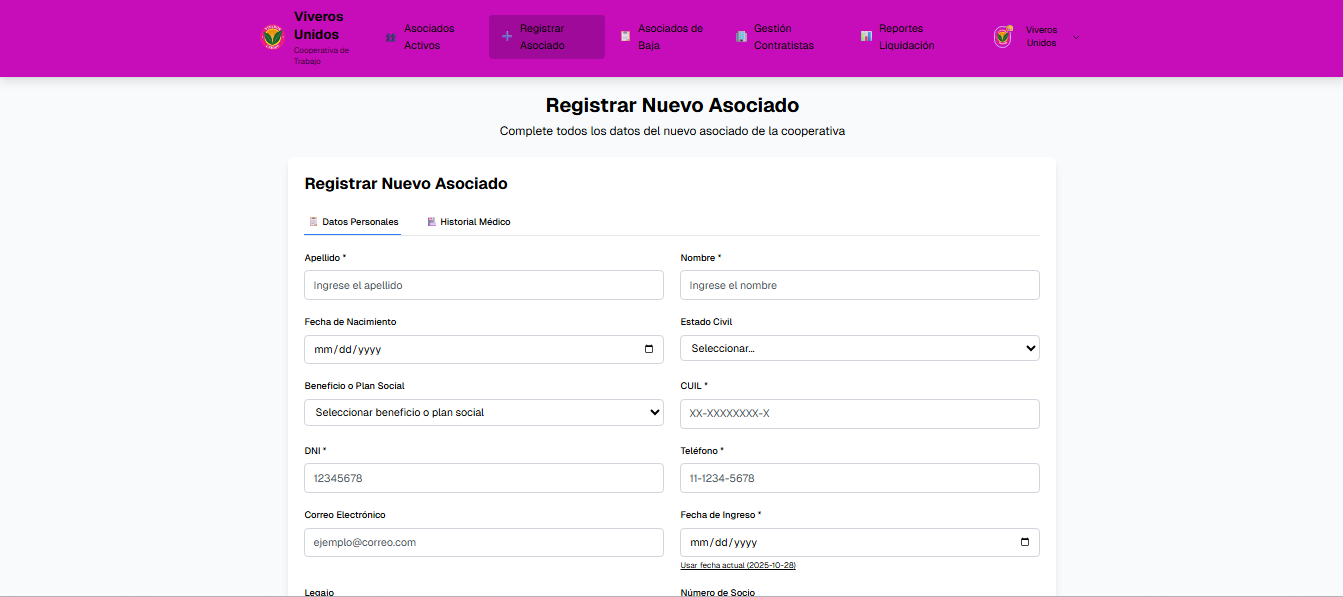 Viveros
Unidos
Cooperativa de
Trabajo
Asociados
Activos
Registrar
Asociado
Asociados de
Baja
Gestión
Contratistas
Reportes
Liquidación
Viveros
Unidos
Registrar Nuevo Asociado
Complete todos los datos del nuevo asociado de la cooperativa
Registrar Nuevo Asociado
Datos Personales
Historial Médico
Apellido *
Nombre *
Ingrese el apellido
Ingrese el nombre
Fecha de Nacimiento
Estado Civil
mm/dd/yyyy
Seleccionar...
Beneficio o Plan Social
CUIL *
Seleccionar beneficio o plan social
XX-XXXXXXXX-X
DNI *
Teléfono *
12345678
11-1234-5678
Correo Electrónico
Fecha de Ingreso *
ejemplo@correo.com
mm/dd/yyyy
Usar fecha actual (2025-10-28)
Legajo
Número de Socio